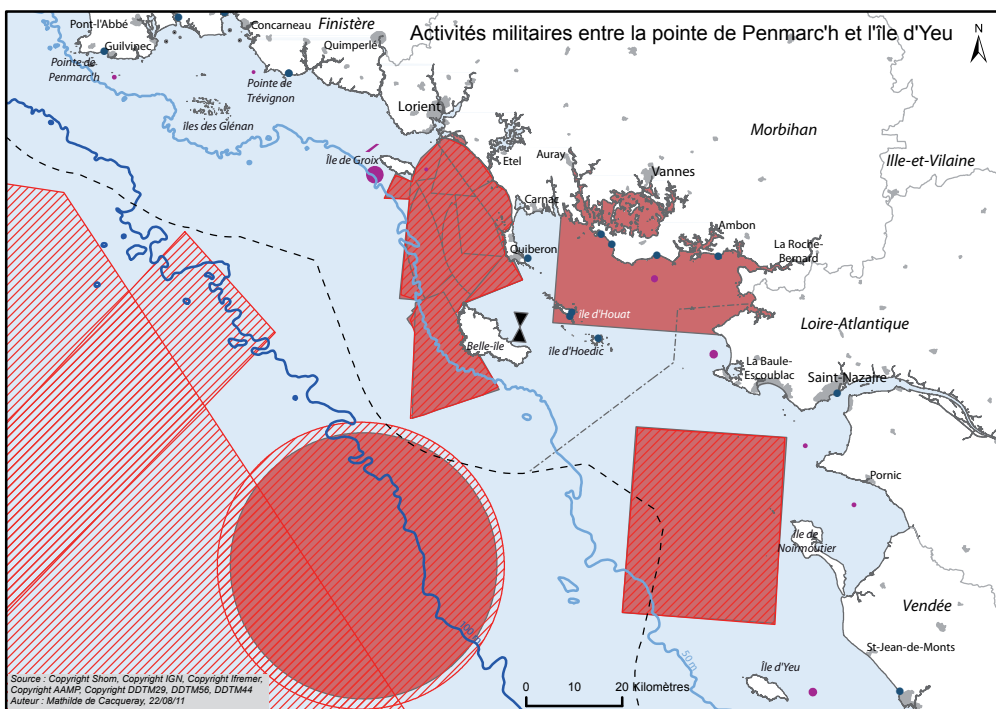 Activités militaires entre la pointe de Penmarc'h et l'île d'Yeu
N
Pont-l'Abbé
Concarneau
Finistère
Guilvinec
Quimperlé
Pointe de
Penmarc'h
Pointe de
Trévignon
îles des Glénan
Lorient
Morbihan
Ille-et-Vilaine
Île de Groix
Etel
Auray
Vannes
Carnac
Ambon
Quiberon
La Roche-
Bernard
île d'Houat
Loire-Atlantique
Belle-île
île d'Hoedic
La Baule-
Escoublac
Saint-Nazaire
Pornic
Île de
Noirmoutier
Vendée
100 m
50 m
St-Jean-de-Monts
Île d'Yeu
Source : Copyright Shom, Copyright IGN, Copyright Ifremer,
Copyright AAMP, Copyright DDTM29, DDTM56, DDTM44
Auteur : Mathilde de Cacqueray, 22/08/11
0 10 20 Kilomètres